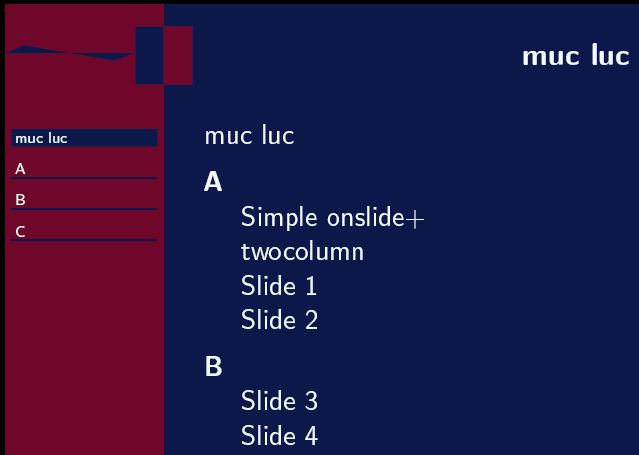 muc luc
muc luc
A
B
C
muc luc
A
Simple onslide+
twocolumn
Slide 1
Slide 2
B
Slide 3
Slide 4